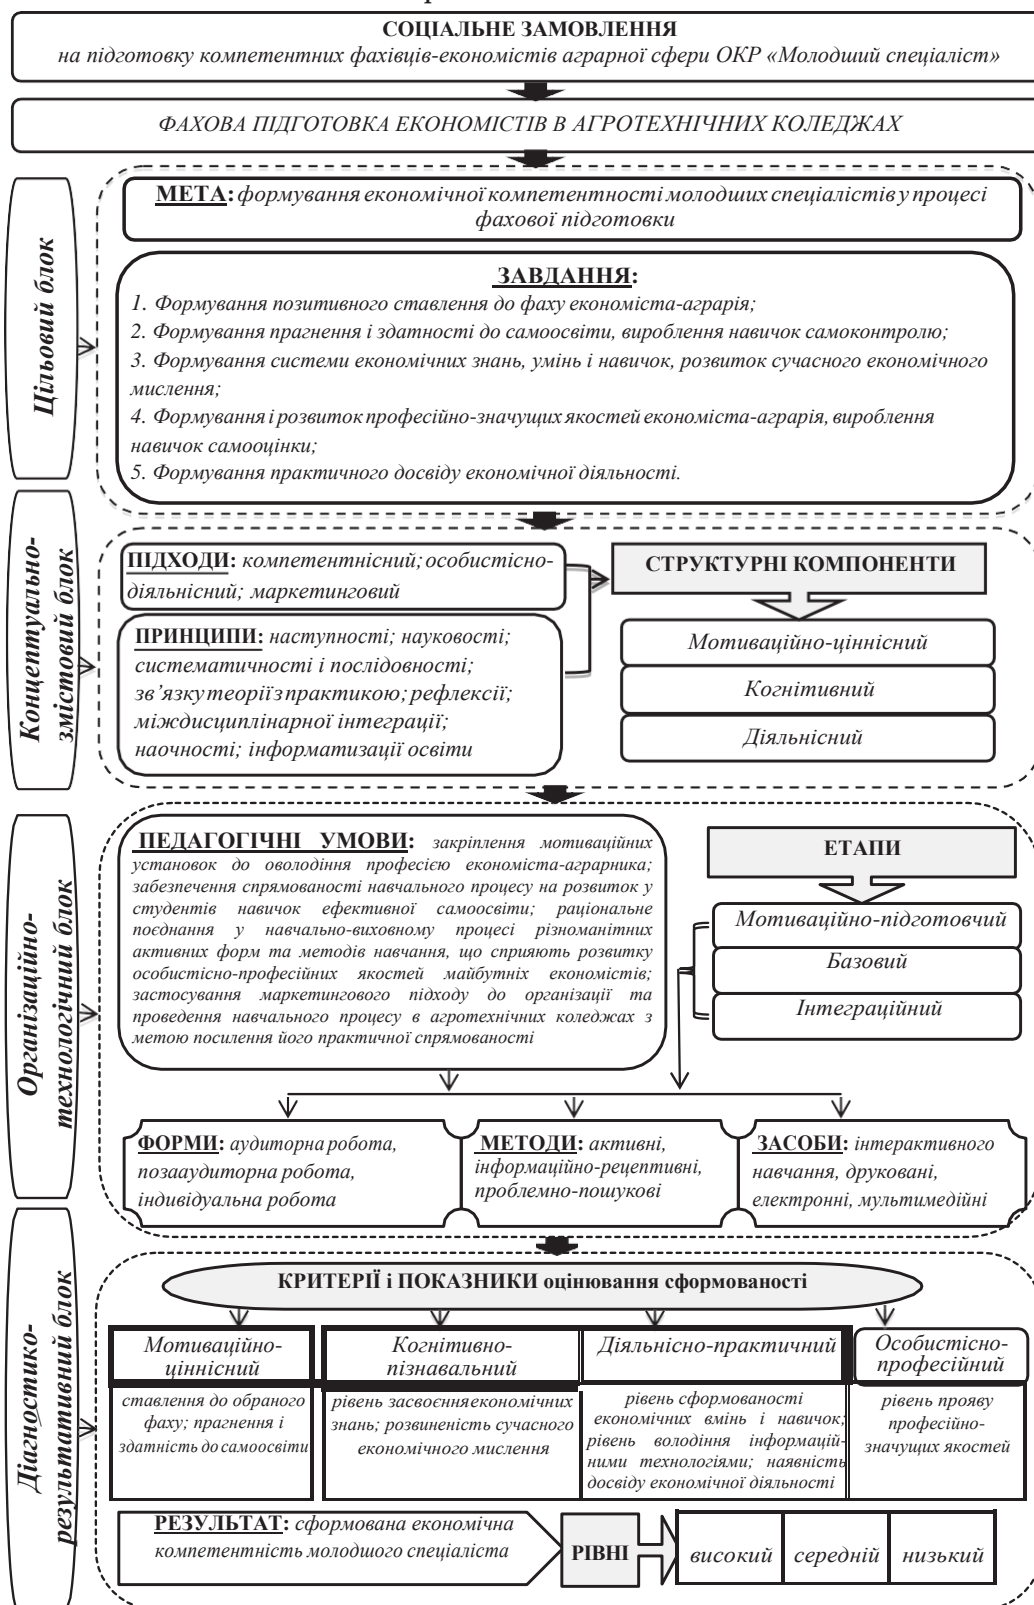 СОЦІАЛЬНЕ ЗАМОВЛЕННЯ
на підготовку компетентних фахівців-економістів аграрної сфери ОКР «Молодший спеціаліст»
ФАХОВА ПІДГОТОВКА ЕКОНОМІСТІВ В АГРОТЕХНІЧНИХ КОЛЕДЖАХ
Цільовий блок
МЕТА: формування економічної компетентності молодших спеціалістів у процесі
фахової підготовки
ЗАВДАННЯ:
1. Формування позитивного ставлення до фаху економіста-аграрія;
2. Формування прагнення і здатності до самоосвіти, вироблення навичок самоконтролю;
3. Формування системи економічних знань, умінь і навичок, розвиток сучасного економічного
мислення;
4. Формування і розвиток професійно-значущих якостей економіста-аграрія, вироблення
навичок самооцінки;
5. Формування практичного досвіду економічної діяльності.
Концептуально-
змістовий блок
ПІДХОДИ: компетентнісний; особистісно-
діяльнісний; маркетинговий
ПРИНЦИПИ: наступності; науковості;
систематичності і послідовності;
зв’язку теорії з практикою; рефлексії;
міждисциплінарної інтеграції;
наочності; інформатизації освіти
СТРУКТУРНІ КОМПОНЕНТИ
Мотиваційно-ціннісний
Когнітивний
Діяльнісний
Організаційно-
технологічний блок
ПЕДАГОГІЧНІ УМОВИ: закріплення мотиваційних
установок до оволодіння професією економіста-аграрника;
забезпечення спрямованості навчального процесу на розвиток у
студентів навичок ефективної самоосвіти; раціональне
поєднання у навчально-виховному процесі різноманітних
активних форм та методів навчання, що сприяють розвитку
особистісно-професійних якостей майбутніх економістів;
застосування маркетингового підходу до організації та
проведення навчального процесу в агротехнічних коледжах з
метою посилення його практичної спрямованості
ЕТАПИ
Мотиваційно-підготовчий
Базовий
Інтеграційний
ФОРМИ: аудиторна робота,
позааудиторна робота,
індивідуальна робота
МЕТОДИ: активні,
інформаційно-рецептивні,
проблемно-пошукові
ЗАСОБИ: інтерактивного
навчання, друковані,
електронні, мультимедійні
Діагностико-
результативний блок
КРИТЕРІЇ і ПОКАЗНИКИ оцінювання сформованості
Мотиваційно-
ціннісний
Когнітивно-
пізнавальний
Діяльнісно-практичний
Особистісно-
професійний
ставлення до обраного
фаху; прагнення і
здатність до самоосвіти
рівень засвоєння економічних
знань; розвиненість сучасного
економічного мислення
рівень сформованості
економічних вмінь і навичок;
рівень володіння інформацій-
ними технологіями; наявність
досвіду економічної діяльності
рівень прояву
професійно-
значущих якостей
РЕЗУЛЬТАТ: сформована економічна
компетентність молодшого спеціаліста
РІВНІ
високий
середній
низький